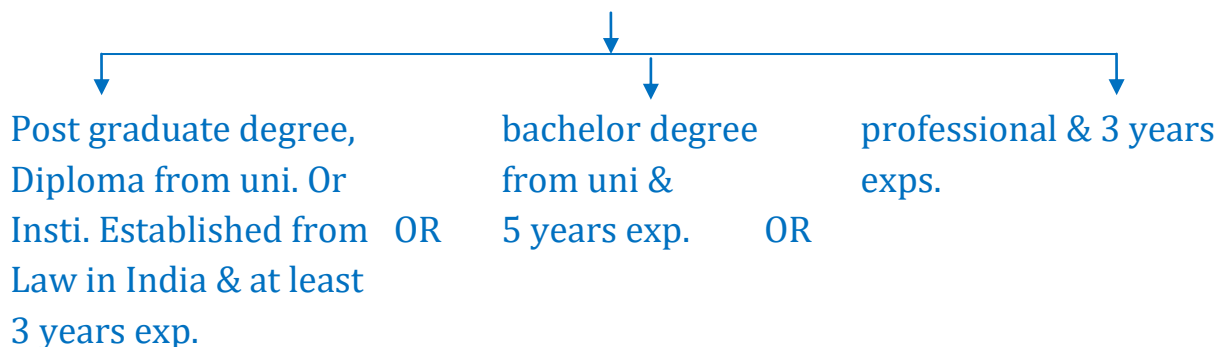 Post graduate degree,
Diploma from uni. Or
Insti. Established from
Law in India & at least
3 years exp.
OR
bachelor degree
from uni &
5 years exp.
OR
professional & 3 years
exps.